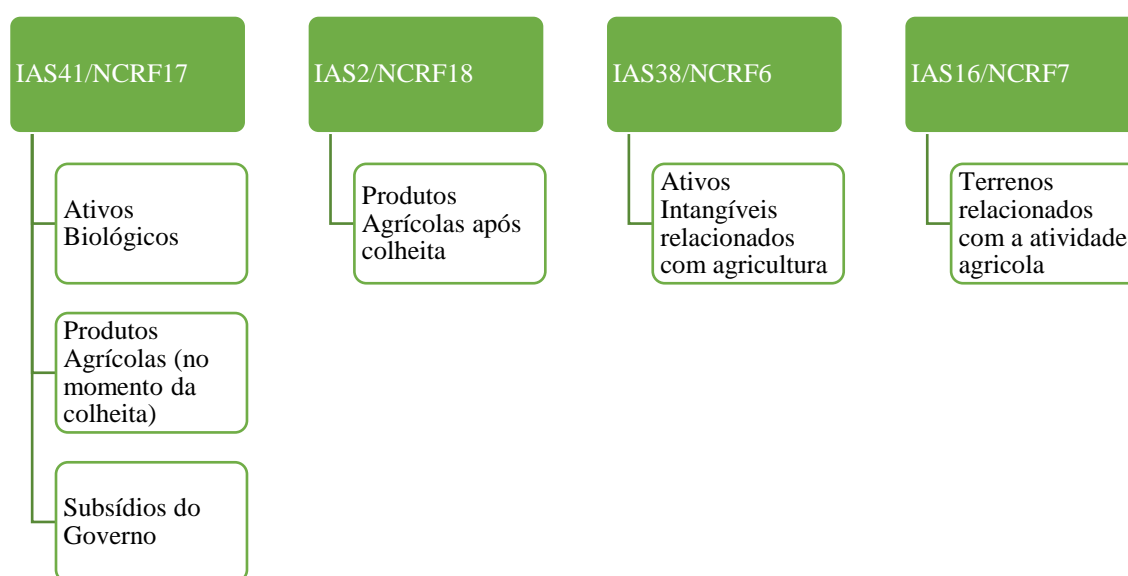 IAS41/NCRF17
Ativos
Biológicos
Produtos
Agrícolas (no
momento da
colheita)
Subsídios do
Governo
IAS2/NCRF18
Produtos
Agrícolas após
colheita
IAS38/NCRF6
Ativos
Intangíveis
relacionados
com agricultura
IAS16/NCRF7
Terrenos
relacionados
com a atividade
agricola